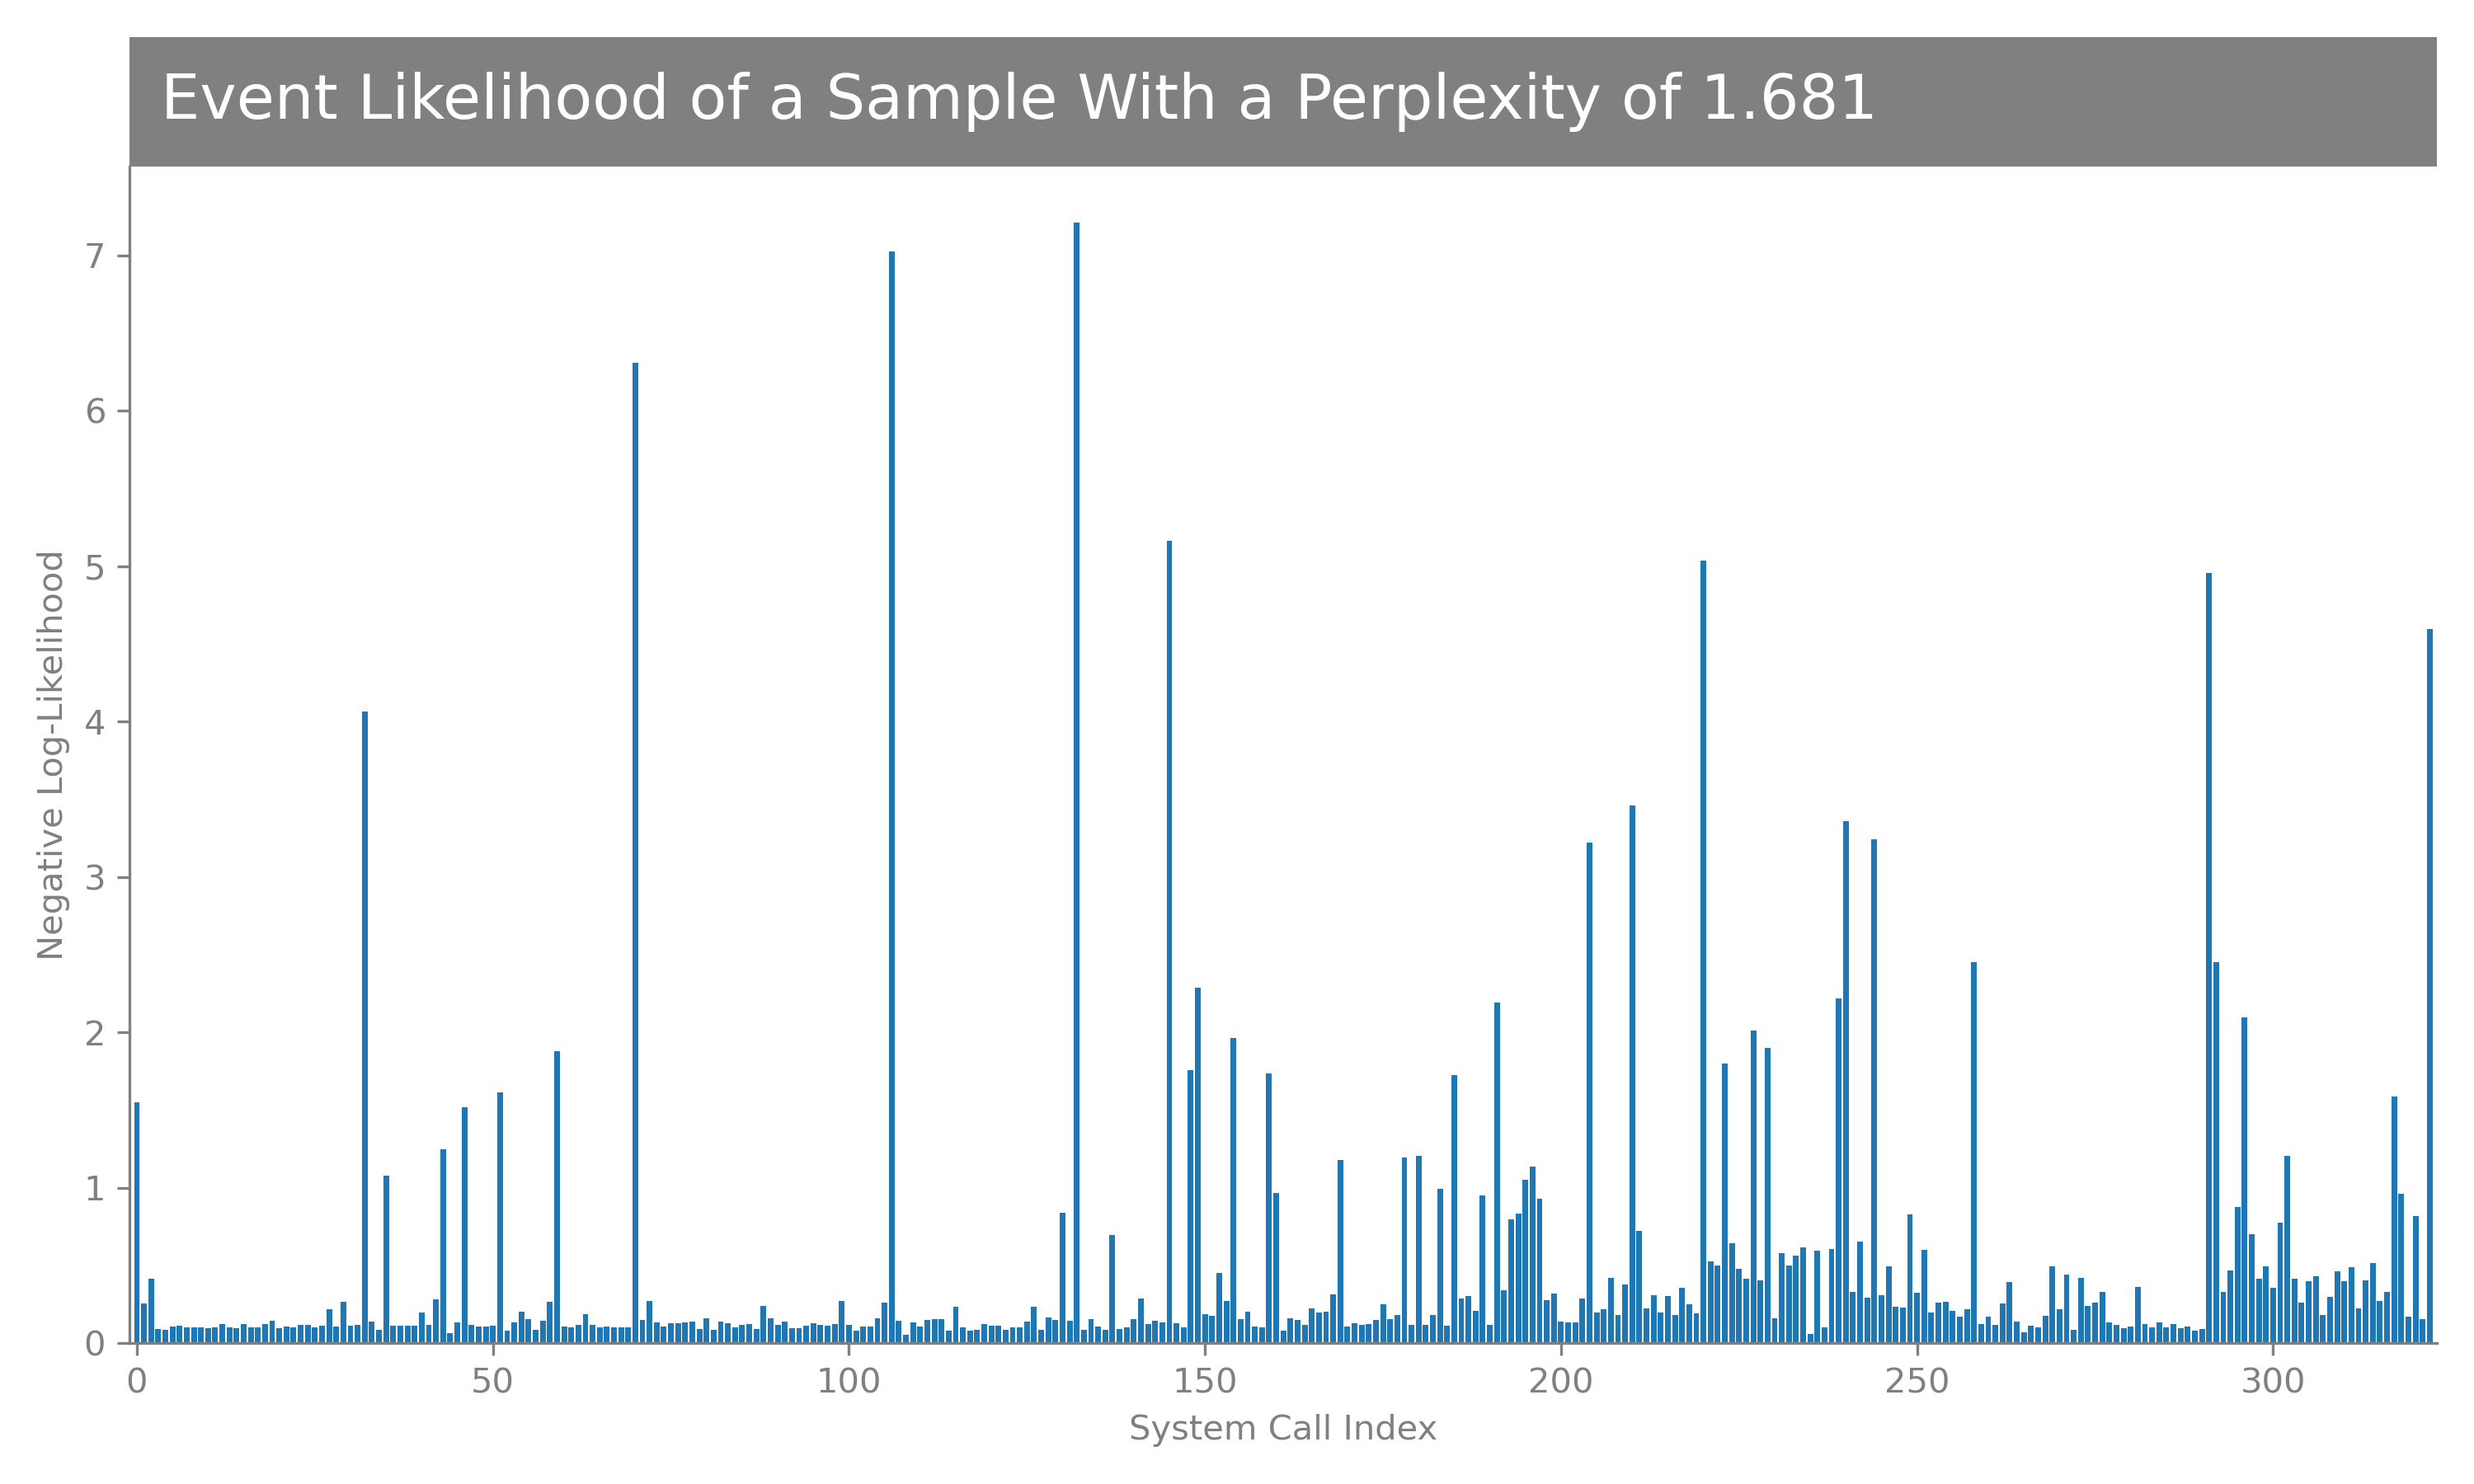 Event Likelihood of a Sample With a Perplexity of 1.681
Negative Log-Likelihood
7
6
5
4
3
2
1
0
0 50 100 150 200 250 300
System Call Index